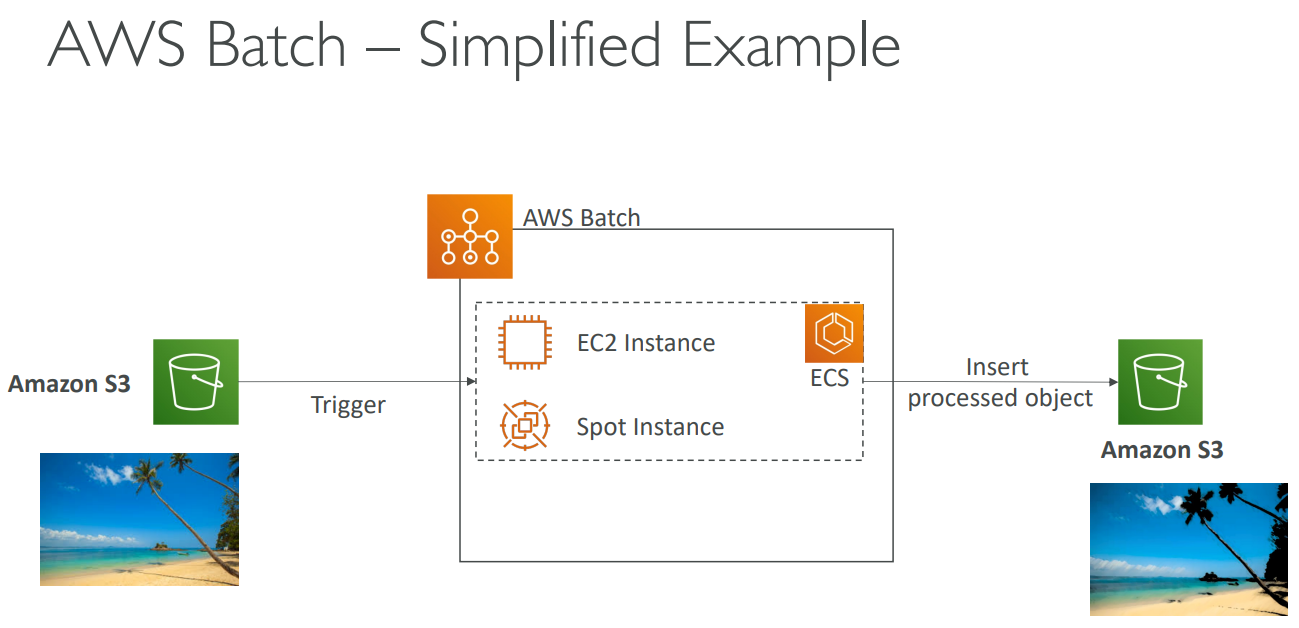 AWS Batch – Simplified Example
AWS Batch
EC2 Instance
ECS
Spot Instance
Amazon S3
Trigger
Insert
processed object
Amazon S3